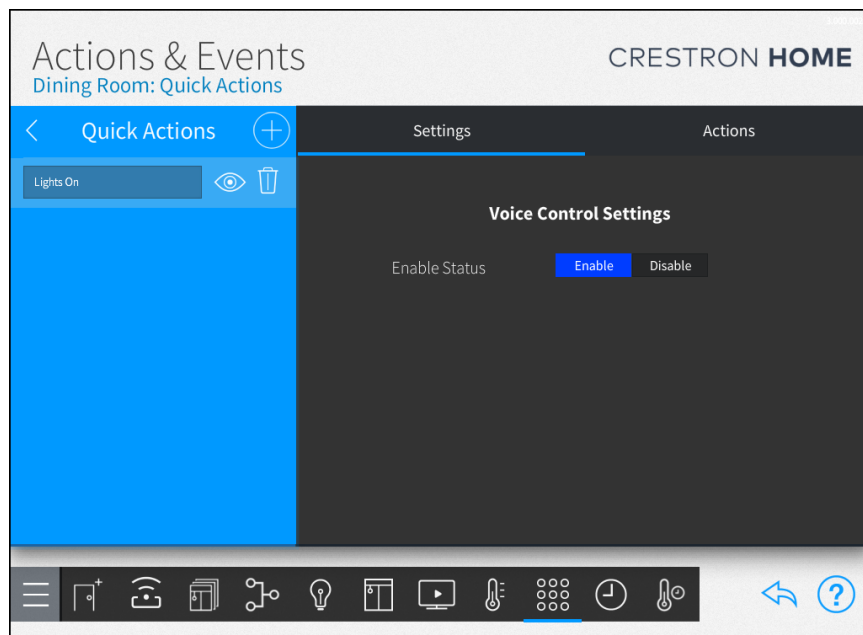 Actions & Events
CRESTRON HOME
Dining Room: Quick Actions
Quick Actions
Settings
Actions
Lights On
Voice Control Settings
Enable Status
Enable
Disable
?